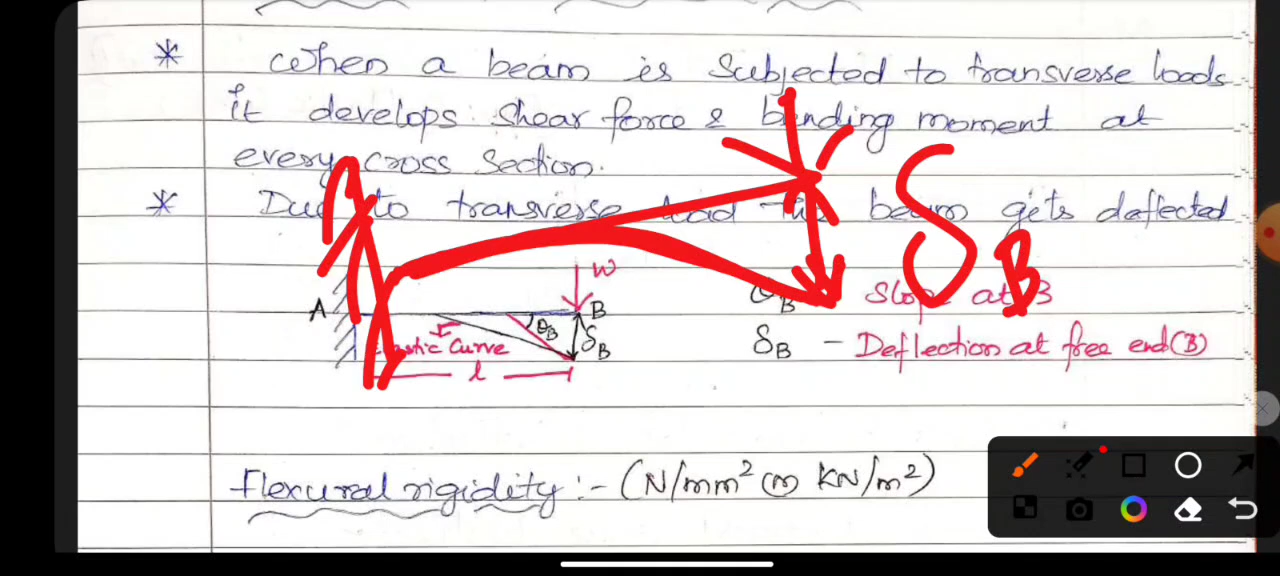 * When a beam is subjected to transverse loads
it develops shear force & bending moment at
every cross section.
* Due to transverse load the beam gets deflected
W
A
B
θB
δB
Elastic Curve
l
θB Slope at B
δB - Deflection at free end (B)
δB
Flexural rigidity :- (N/mm² or kN/m²)